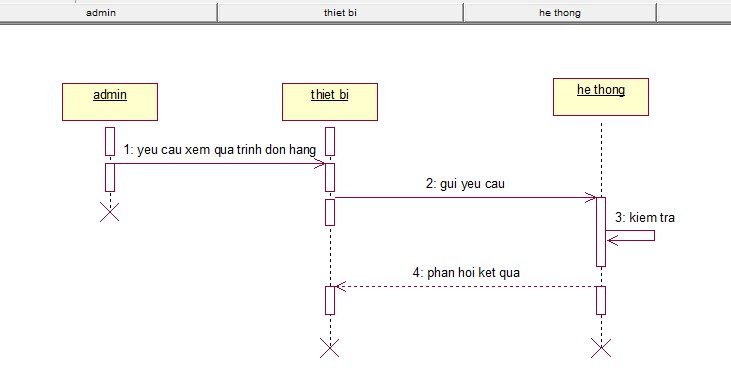 admin thiet bi he thong
admin thiet bi he thong
1: yeu cau xem qua trinh don hang
2: gui yeu cau
3: kiem tra
4: phan hoi ket qua